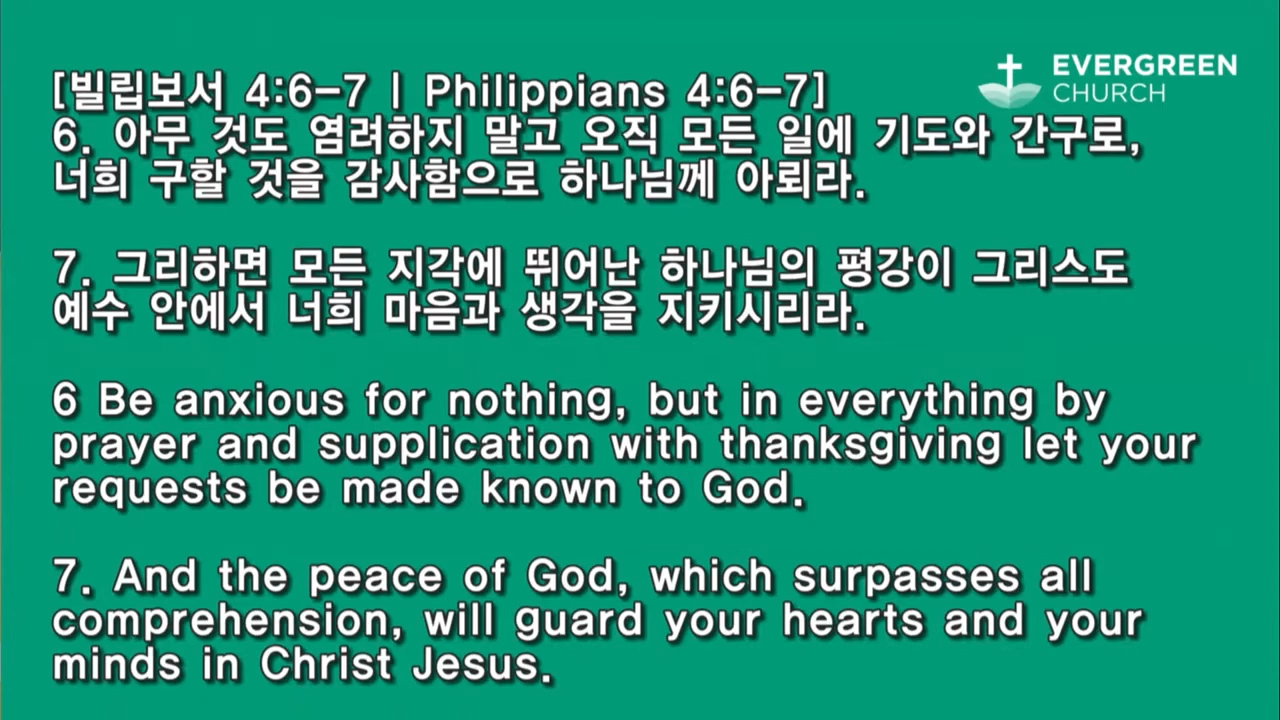 EVERGREEN
CHURCH
[빌립보서 4:6-7 | Philippians 4:6-7]
6. 아무 것도 염려하지 말고 오직 모든 일에 기도와 간구로,
너희 구할 것을 감사함으로 하나님께 아뢰라.
7. 그리하면 모든 지각에 뛰어난 하나님의 평강이 그리스도
예수 안에서 너희 마음과 생각을 지키시리라.
6 Be anxious for nothing, but in everything by
prayer and supplication with thanksgiving let your
requests be made known to God.
7. And the peace of God, which surpasses all
comprehension, will guard your hearts and your
minds in Christ Jesus.